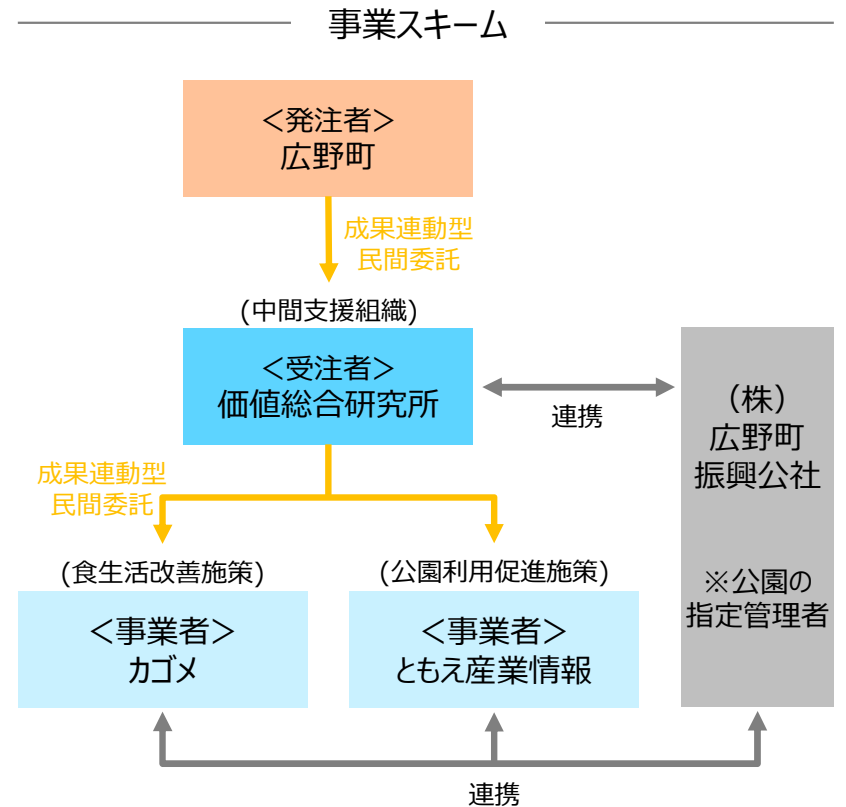 事業スキーム
＜発注者＞
広野町
成果連動型
民間委託
(中間支援組織)
＜受注者＞
価値総合研究所
連携
（株）
広野町
振興公社
※公園の
指定管理者
成果連動型
民間委託
(食生活改善施策)
＜事業者＞
カゴメ
(公園利用促進施策)
＜事業者＞
ともえ産業情報
連携